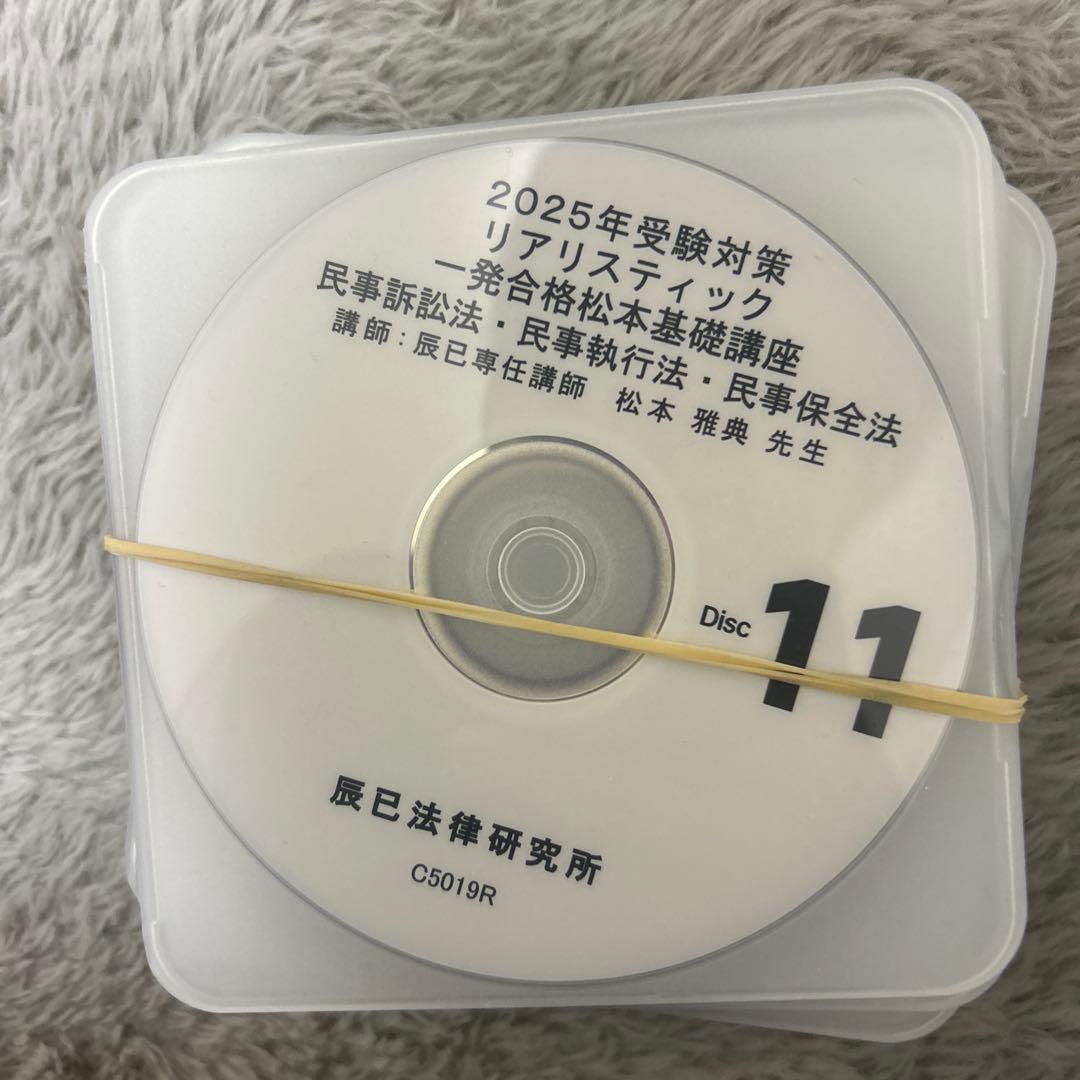 2025年受験対策
リアリスティック
一発合格松本基礎講座
民事訴訟法・民事執行法・民事保全法
講師：辰已専任講師　松本 雅典 先生
Disc 11
辰已法律研究所
C5019R